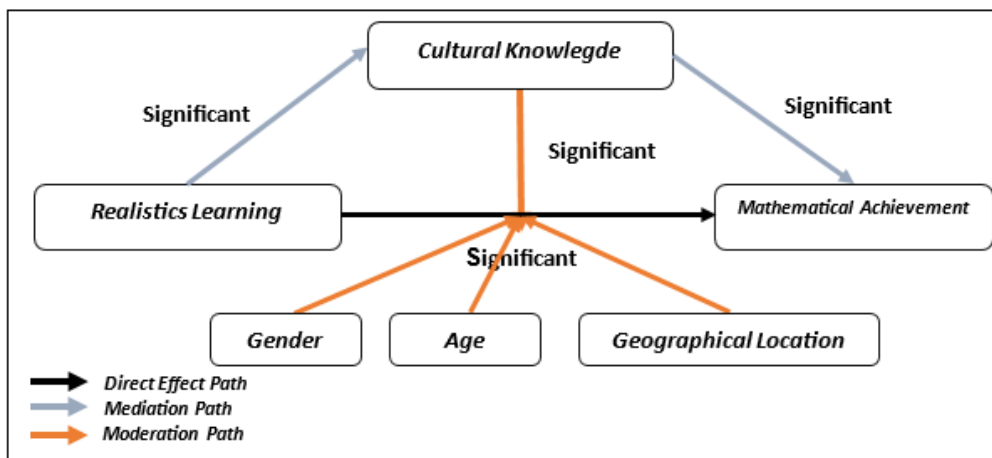 Cultural Knowlegde
Significant
Significant
Significant
Realistics Learning
Mathematical Achievement
Significant
Gender
Age
Geographical Location
Direct Effect Path
Mediation Path
Moderation Path